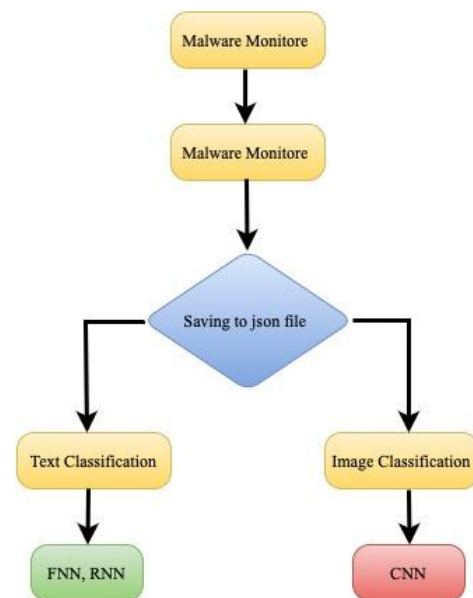 Malware Monitore
Malware Monitore
Saving to json file
Text Classification
Image Classification
FNN, RNN
CNN